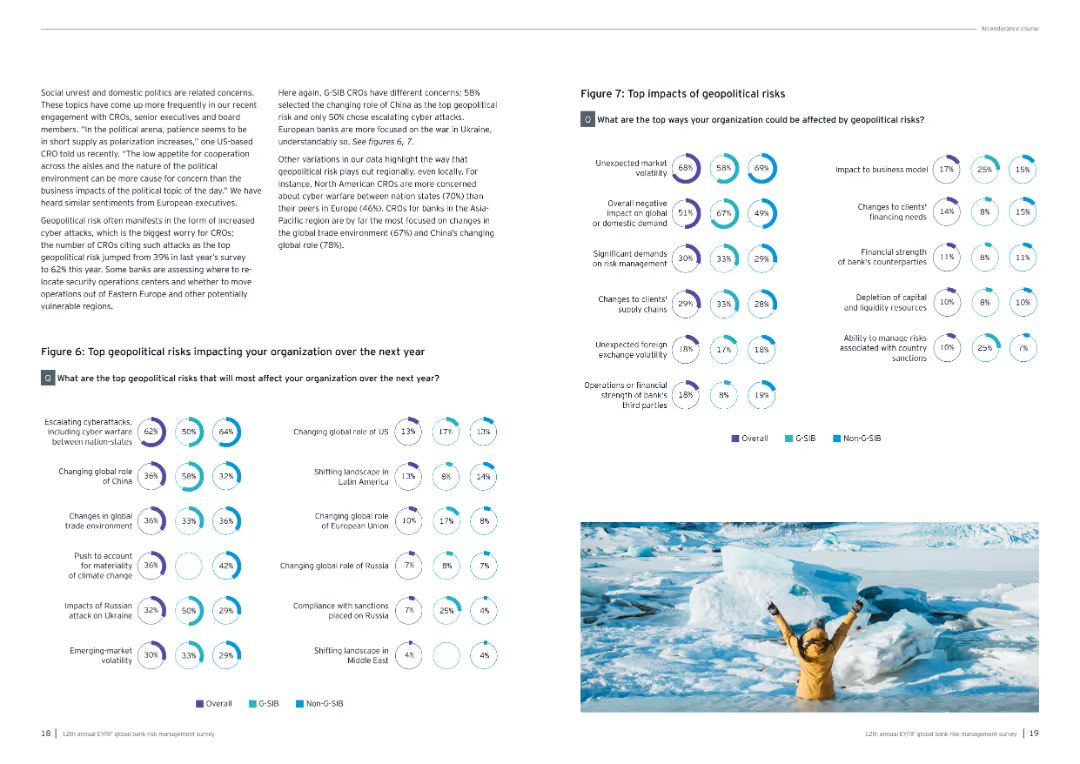 An endurance course
Social unrest and domestic politics are related concerns.
These topics have come up more frequently in our recent
engagement with CROs, senior executives and board
members. "In the political arena, patience seems to be
in short supply as polarization increases," one US-based
CRO told us recently. "The low appetite for cooperation
across the aisles and the nature of the political
environment can be more cause for concern than the
business impacts of the political topic of the day." We have
heard similar sentiments from European executives.
Geopolitical risk often manifests in the form of increased
cyber attacks, which is the biggest worry for CROs;
the number of CROs citing such attacks as the top
geopolitical risk jumped from 39% in last year's survey
to 62% this year. Some banks are assessing where to re-
locate security operations centers and whether to move
operations out of Eastern Europe and other potentially
vulnerable regions.
Here again, G-SIB CROs have different concerns; 58%
selected the changing role of China as the top geopolitical
risk and only 50% chose escalating cyber attacks.
European banks are more focused on the war in Ukraine,
understandably so. See figures 6, 7.
Other variations in our data highlight the way that
geopolitical risk plays out regionally, even locally. For
instance, North American CROs are more concerned
about cyber warfare between nation states (70%) than
their peers in Europe (46%). CROs for banks in the Asia-
Pacific region are by far the most focused on changes in
the global trade environment (67%) and China's changing
global role (78%).
Figure 6: Top geopolitical risks impacting your organization over the next year
Q What are the top geopolitical risks that will most affect your organization over the next year?
Escalating cyberattacks,
including cyber warfare
between nation-states
62% 50% 64%
Changing global role
of China
36% 58% 32%
Changes in global
trade environment
36% 33% 36%
Push to account
for materiality
of climate change
36% 42%
Impacts of Russian
attack on Ukraine
32% 50% 29%
Emerging-market
volatility
30% 33% 29%
Changing global role of US
13% 17% 13%
Shifting landscape in
Latin America
13% 8% 14%
Changing global role
of European Union
10% 17% 8%
Changing global role of Russia
7% 8% 7%
Compliance with sanctions
placed on Russia
7% 25% 4%
Shifting landscape in
Middle East
4% 4%
Overall G-SIB Non-G-SIB
18 | 12th annual EY/IIF global bank risk management survey
Figure 7: Top impacts of geopolitical risks
Q What are the top ways your organization could be affected by geopolitical risks?
Unexpected market
volatility
68% 58% 69%
Overall negative
impact on global
or domestic demand
51% 67% 49%
Significant demands
on risk management
30% 33% 29%
Changes to clients'
supply chains
29% 33% 28%
Unexpected foreign
exchange volatility
18% 17% 18%
Operations or financial
strength of bank's
third parties
18% 8% 19%
Impact to business model
17% 25% 15%
Changes to clients'
financing needs
14% 8% 15%
Financial strength
of bank's counterparties
11% 8% 11%
Depletion of capital
and liquidity resources
10% 8% 10%
Ability to manage risks
associated with country
sanctions
10% 25% 7%
Overall G-SIB Non-G-SIB
12th annual EY/IIF global bank risk management survey | 19